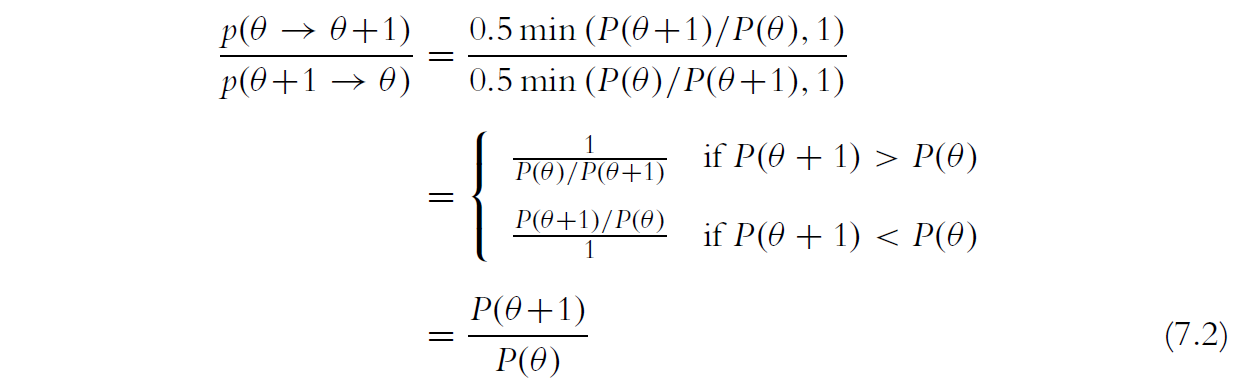 p(θ → θ+1) / p(θ+1 → θ) = 0.5 min (P(θ+1)/P(θ), 1) / 0.5 min (P(θ)/P(θ+1), 1)
= { 1 / P(θ)/P(θ+1) if P(θ + 1) > P(θ)
P(θ+1)/P(θ) / 1 if P(θ + 1) < P(θ)
= P(θ+1) / P(θ) (7.2)